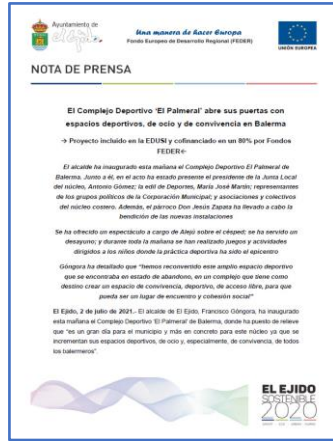 Ayuntamiento de
el ejido
Una manera de hacer Europa
Fondo Europeo de Desarrollo Regional (FEDER)
UNIÓN EUROPEA
NOTA DE PRENSA
El Complejo Deportivo ‘El Palmeral’ abre sus puertas con
espacios deportivos, de ocio y de convivencia en Balerma
→ Proyecto incluido en la EDUSI y cofinanciado en un 80% por Fondos
FEDER←
El alcalde ha inaugurado esta mañana el Complejo Deportivo El Palmeral de
Balerma. Junto a él, en el acto ha estado presente el presidente de la Junta Local
del núcleo, Antonio Gómez; la edil de Deportes, María José Martín; representantes
de los grupos políticos de la Corporación Municipal; y asociaciones y colectivos
del núcleo costero. Además, el párroco Don Jesús Zapata ha llevado a cabo la
bendición de las nuevas instalaciones
Se ha ofrecido un espectáculo a cargo de Alejo sobre el césped; se ha servido un
desayuno; y durante toda la mañana se han realizado juegos y actividades
dirigidos a los niños donde la práctica deportiva ha sido el epicentro
Góngora ha detallado que “hemos reconvertido este amplio espacio deportivo
que se encontraba en estado de abandono, en un complejo que tiene como
destino crear un espacio de convivencia, deportivo, de acceso libre, para que
pueda ser un lugar de encuentro y cohesión social”
El Ejido, 2 de julio de 2021.- El alcalde de El Ejido, Francisco Góngora, ha inaugurado
esta mañana el Complejo Deportivo ‘El Palmeral’ de Balerma, donde ha puesto de relieve
que “es un gran día para el municipio y más en concreto para este núcleo ya que se
incrementan sus espacios deportivos, de ocio y, especialmente, de convivencia, de todos
los balermeros”.
EL EJIDO
SOSTENIBLE
2020